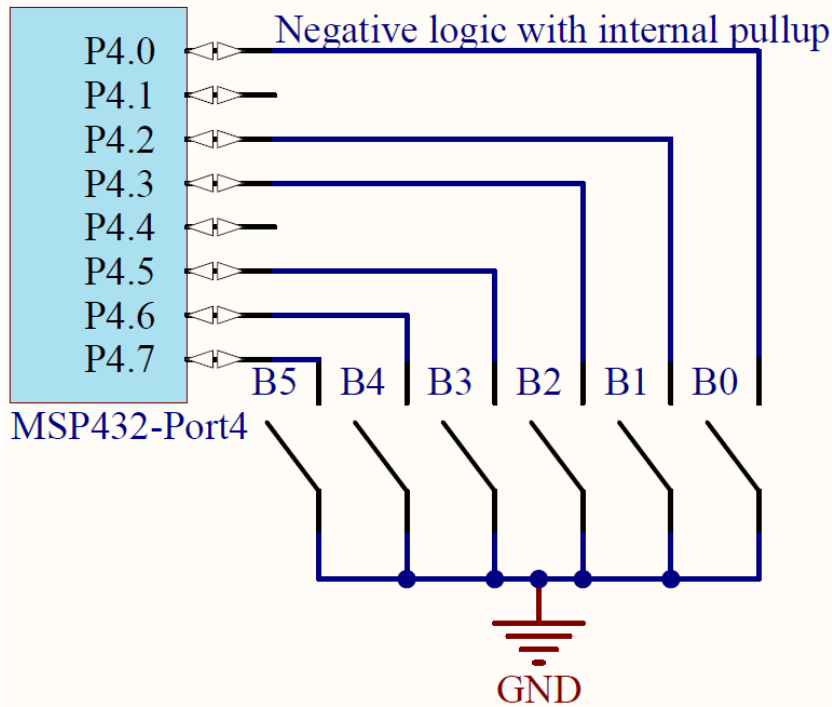 Negative logic with internal pullup
P4.0
P4.1
P4.2
P4.3
P4.4
P4.5
P4.6
P4.7
B5 B4 B3 B2 B1 B0
MSP432-Port4
GND